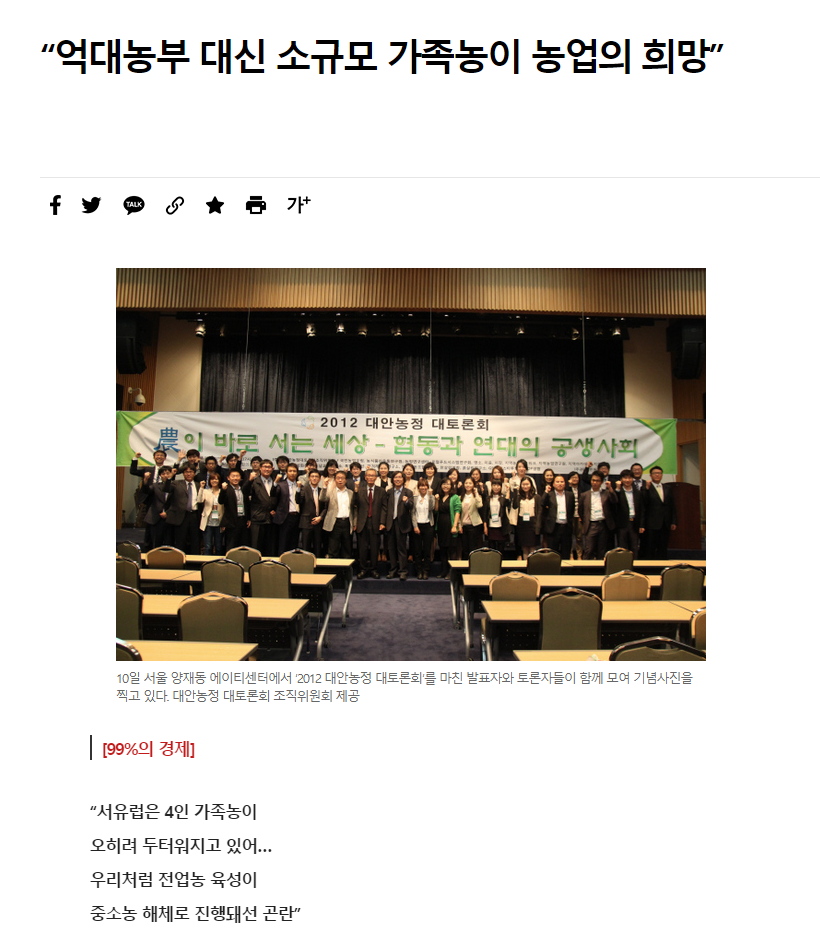 “억대농부 대신 소규모 가족농이 농업의 희망”
TALK
가+
2012 대안농정 대토론회
農이 바로 서는 세상 - 협동과 연대의 공생사회
10일 서울 양재동 에이티센터에서 '2012 대안농정 대토론회'를 마친 발표자와 토론자들이 함께 모여 기념사진을
찍고 있다. 대안농정 대토론회 조직위원회 제공
[99%의 경제]
“서유럽은 4인 가족농이
오히려 두터워지고 있어...
우리처럼 전업농 육성이
중소농 해체로 진행돼선 곤란”